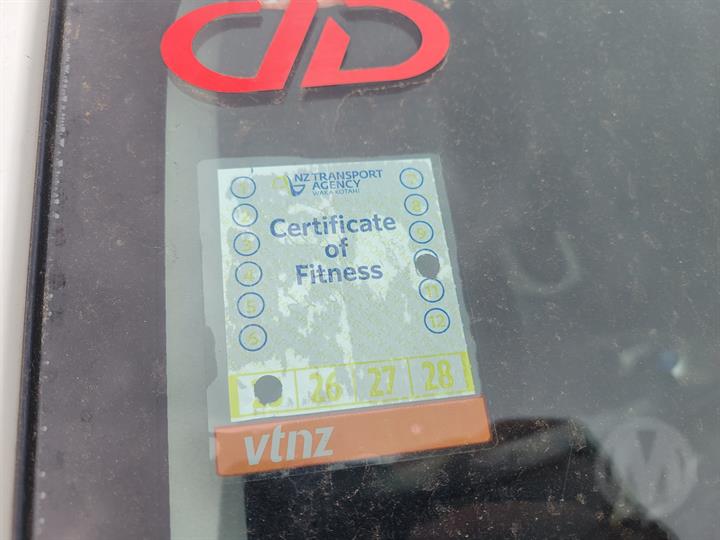 NZ TRANSPORT
AGENCY
WAKA KOTAHI
Certificate
of
Fitness
1
2
3
4
5
6
7
8
9
11
12
26 27 28
vtnz
M